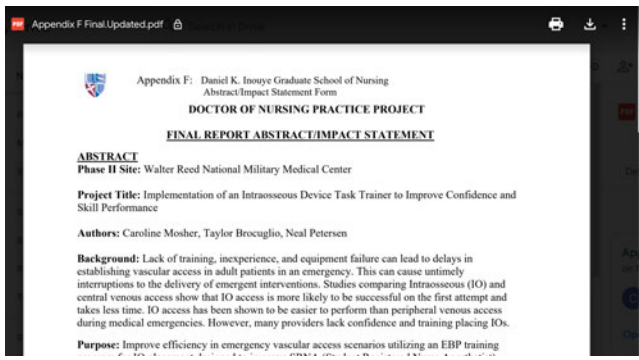 Appendix F Final.Updated.pdf
Appendix F: Daniel K. Inouye Graduate School of Nursing
Abstract/Impact Statement Form
DOCTOR OF NURSING PRACTICE PROJECT
FINAL REPORT ABSTRACT/IMPACT STATEMENT
ABSTRACT
Phase II Site: Walter Reed National Military Medical Center
Project Title: Implementation of an Intraosseous Device Task Trainer to Improve Confidence and
Skill Performance
Authors: Caroline Mosher, Taylor Brocuglio, Neal Petersen
Background: Lack of training, inexperience, and equipment failure can lead to delays in
establishing vascular access in adult patients in an emergency. This can cause untimely
interruptions to the delivery of emergent interventions. Studies comparing Intraosseous (IO) and
central venous access show that IO access is more likely to be successful on the first attempt and
takes less time. IO access has been shown to be easier to perform than peripheral venous access
during medical emergencies. However, many providers lack confidence and training placing IOs.
Purpose: Improve efficiency in emergency vascular access scenarios utilizing an EBP training